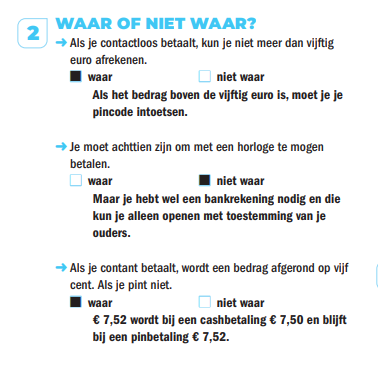 2 WAAR OF NIET WAAR?
➔ Als je contactloos betaalt, kun je niet meer dan vijftig
euro afrekenen.
■ waar □ niet waar
Als het bedrag boven de vijftig euro is, moet je je
pincode intoetsen.
➔ Je moet achttien zijn om met een horloge te mogen
betalen.
□ waar ■ niet waar
Maar je hebt wel een bankrekening nodig en die
kun je alleen openen met toestemming van je
ouders.
➔ Als je contant betaalt, wordt een bedrag afgerond op vijf
cent. Als je pint niet.
■ waar □ niet waar
€ 7,52 wordt bij een cashbetaling € 7,50 en blijft
bij een pinbetaling € 7,52.